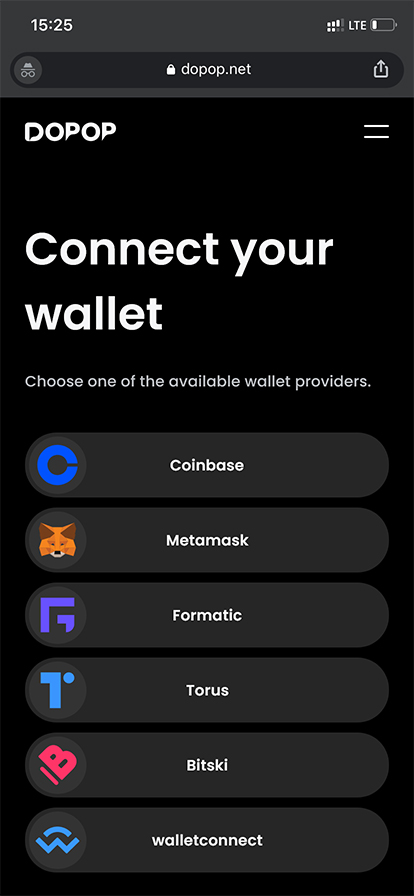 15:25
LTE
dopop.net
DOPOP
Connect your
wallet
Choose one of the available wallet providers.
Coinbase
Metamask
Formatic
Torus
Bitski
walletconnect